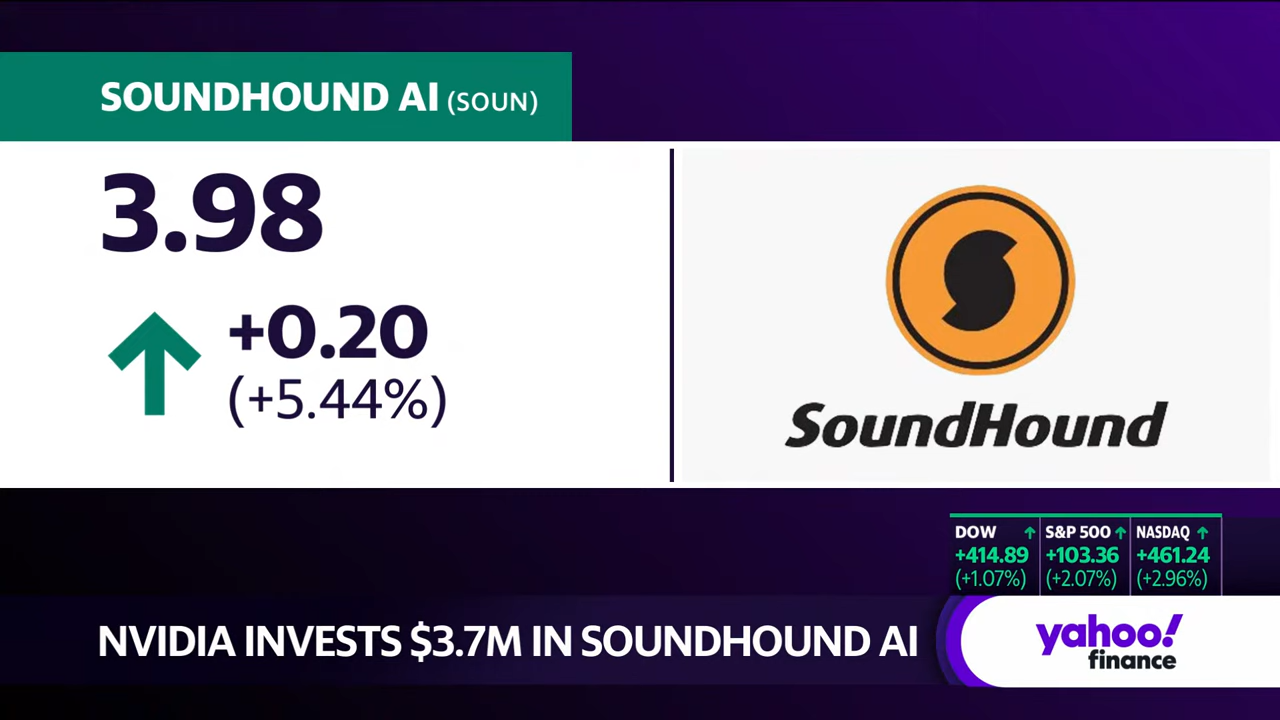 SOUNDHOUND AI (SOUN)
3.98
+0.20
(+5.44%)
SoundHound
DOW
+414.89
(+1.07%)
S&P 500
+103.36
(+2.07%)
NASDAQ
+461.24
(+2.96%)
NVIDIA INVESTS $3.7M IN SOUNDHOUND AI
yahoo!
finance